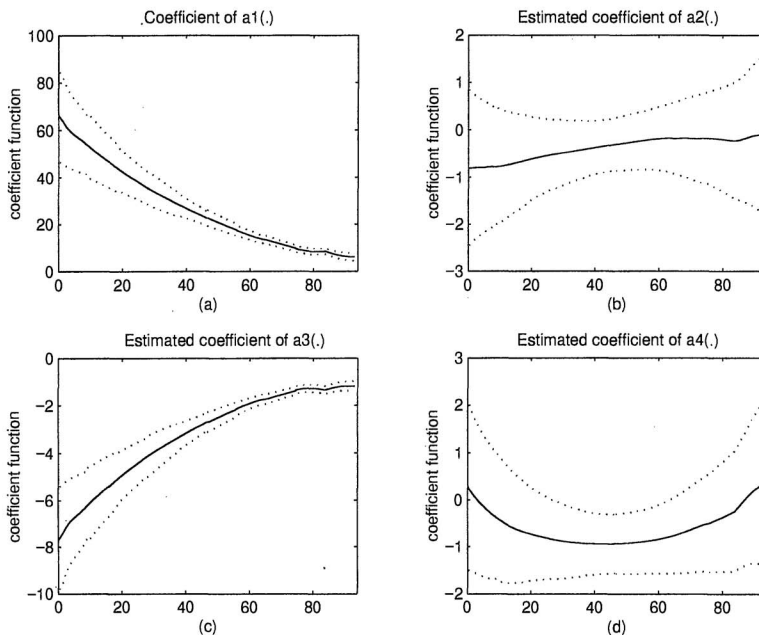 .Coefficient of a1(.)
coefficient function
100
80
60
40
20
0
0 20 40 60 80
(a)
Estimated coefficient of a2(.)
coefficient function
2
1
0
−1
−2
−3
0 20 40 60 80
(b)
Estimated coefficient of a3(.)
coefficient function
0
−2
−4
−6
−8
−10
0 20 40 60 80
(c)
Estimated coefficient of a4(.)
coefficient function
3
2
1
0
−1
−2
0 20 40 60 80
(d)